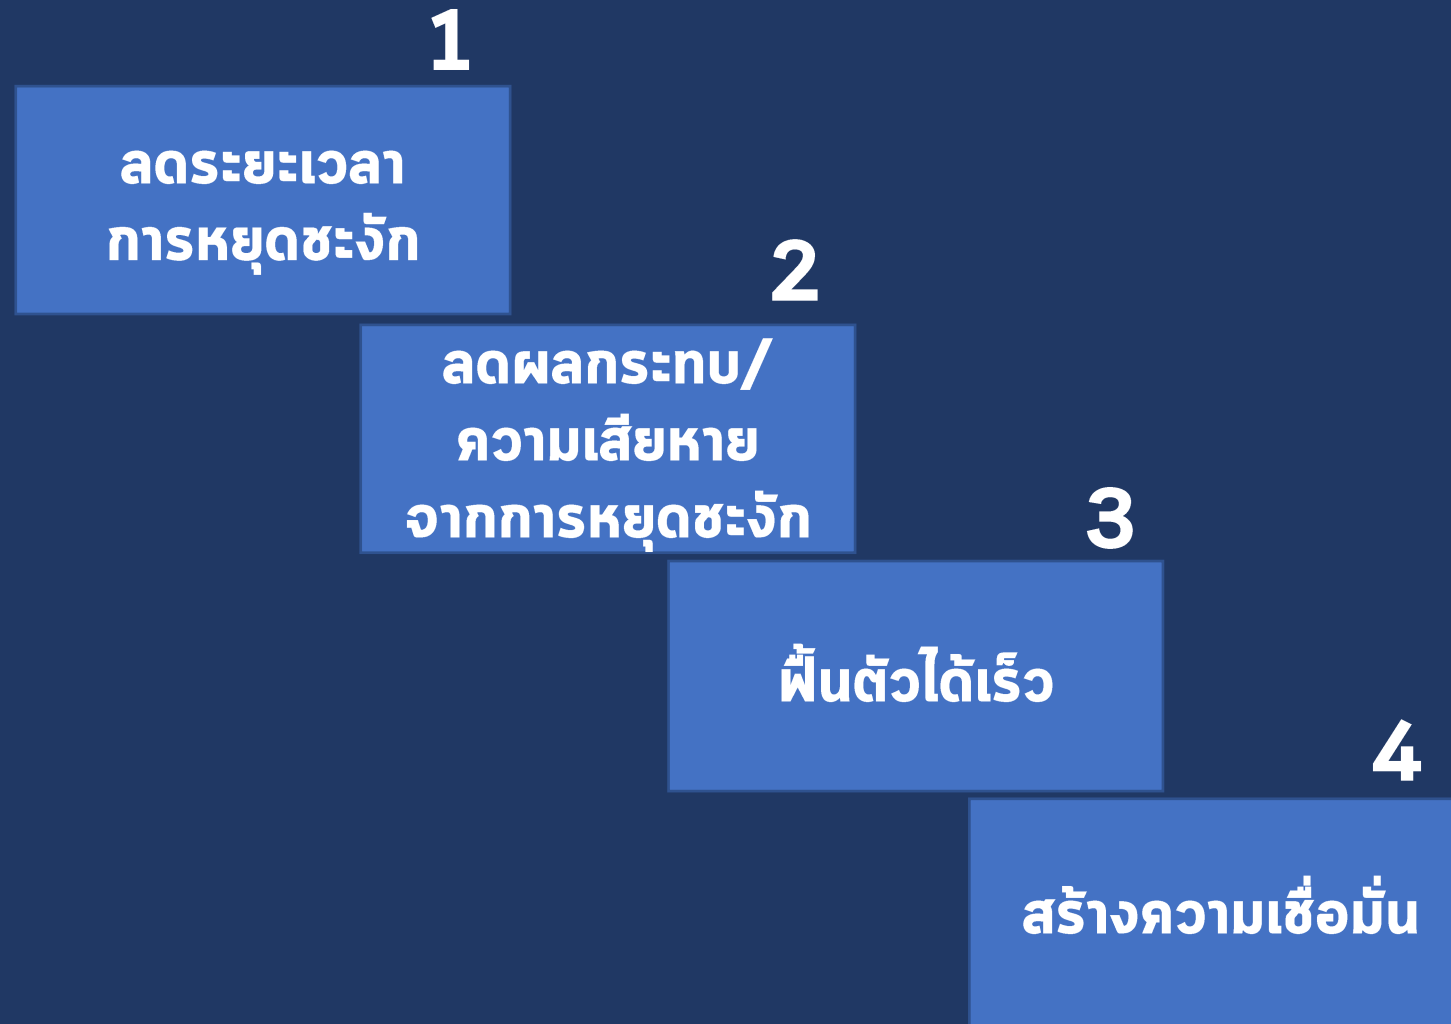 1
ลดระยะเวลา
การหยุดชะงัก
2
ลดผลกระทบ/
ความเสียหาย
จากการหยุดชะงัก
3
ฟื้นตัวได้เร็ว
4
สร้างความเชื่อมั่น